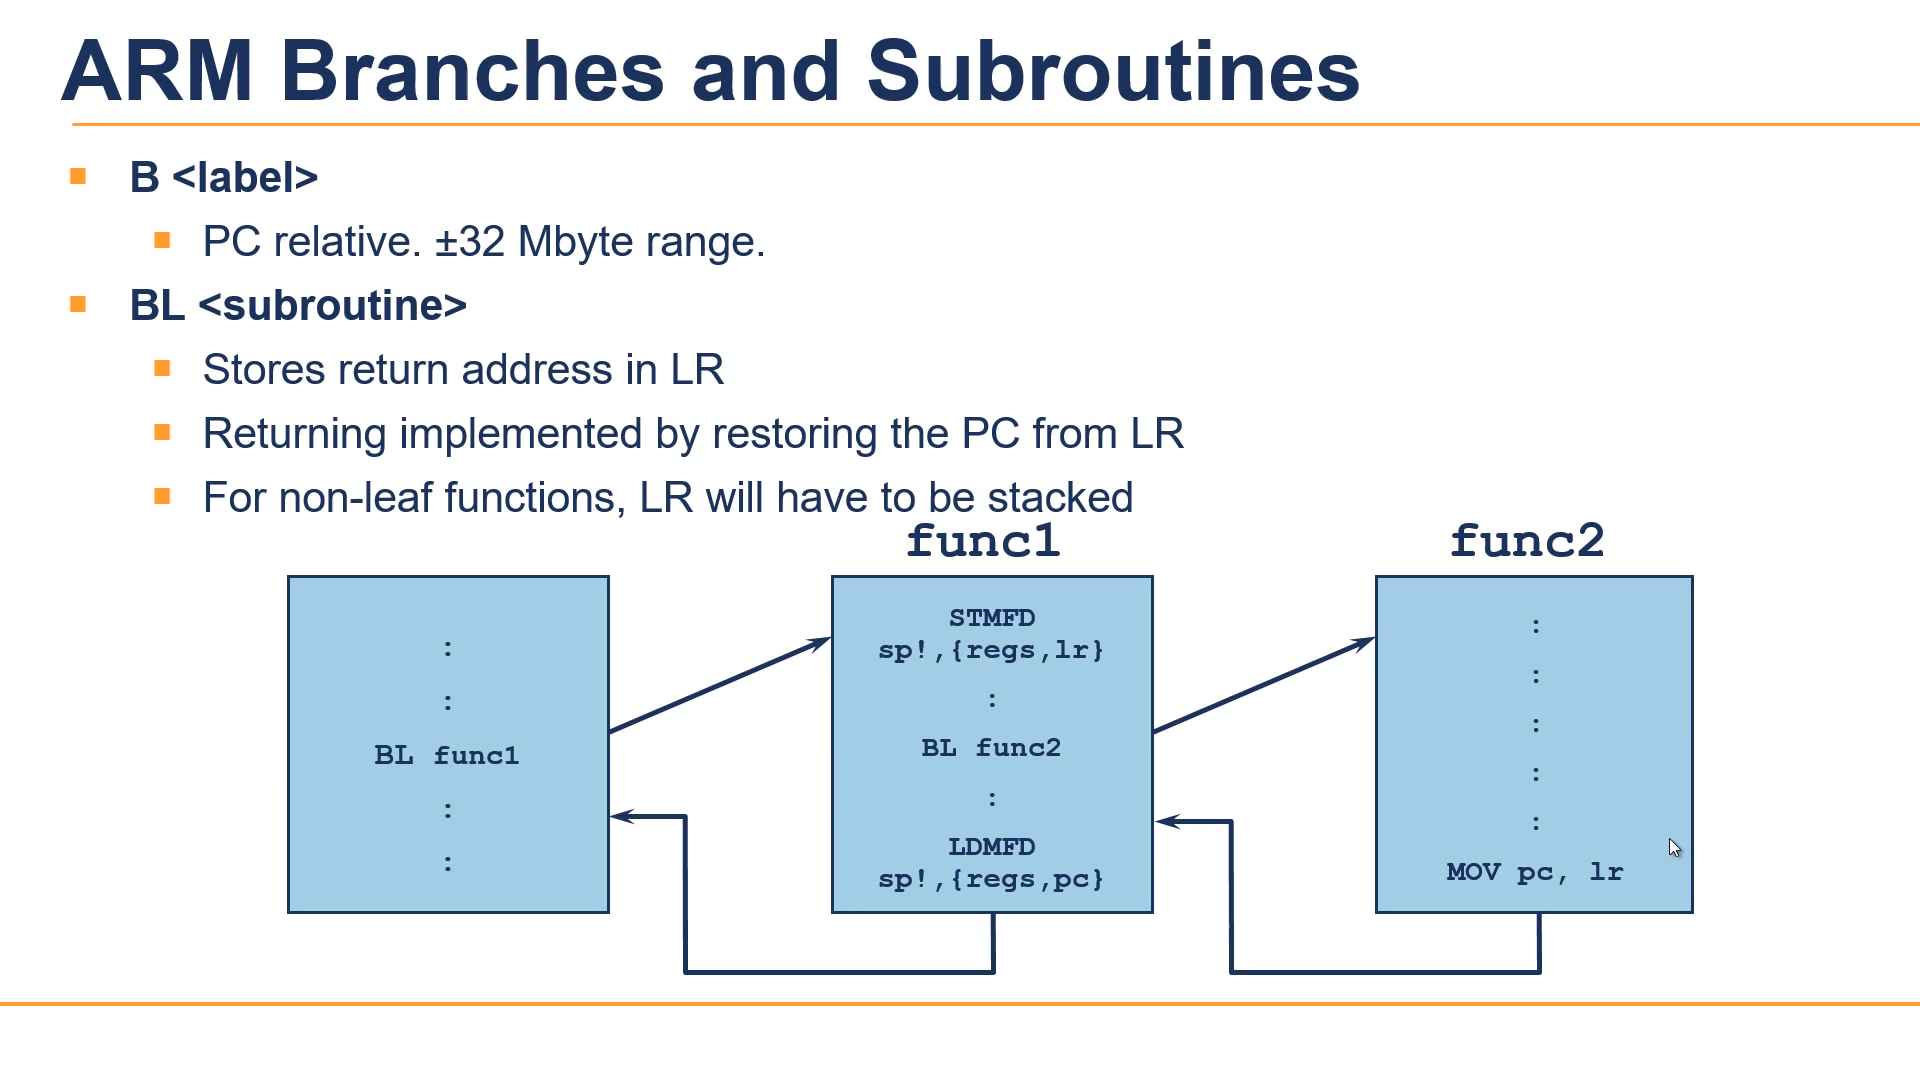 ARM Branches and Subroutines
B <label>
PC relative. ±32 Mbyte range.
BL <subroutine>
Stores return address in LR
Returning implemented by restoring the PC from LR
For non-leaf functions, LR will have to be stacked
func1
func2
:
:
BL func1
:
:
STMFD
sp!,{regs,lr}
:
BL func2
:
LDMFD
sp!,{regs,pc}
:
:
:
:
:
MOV pc, lr